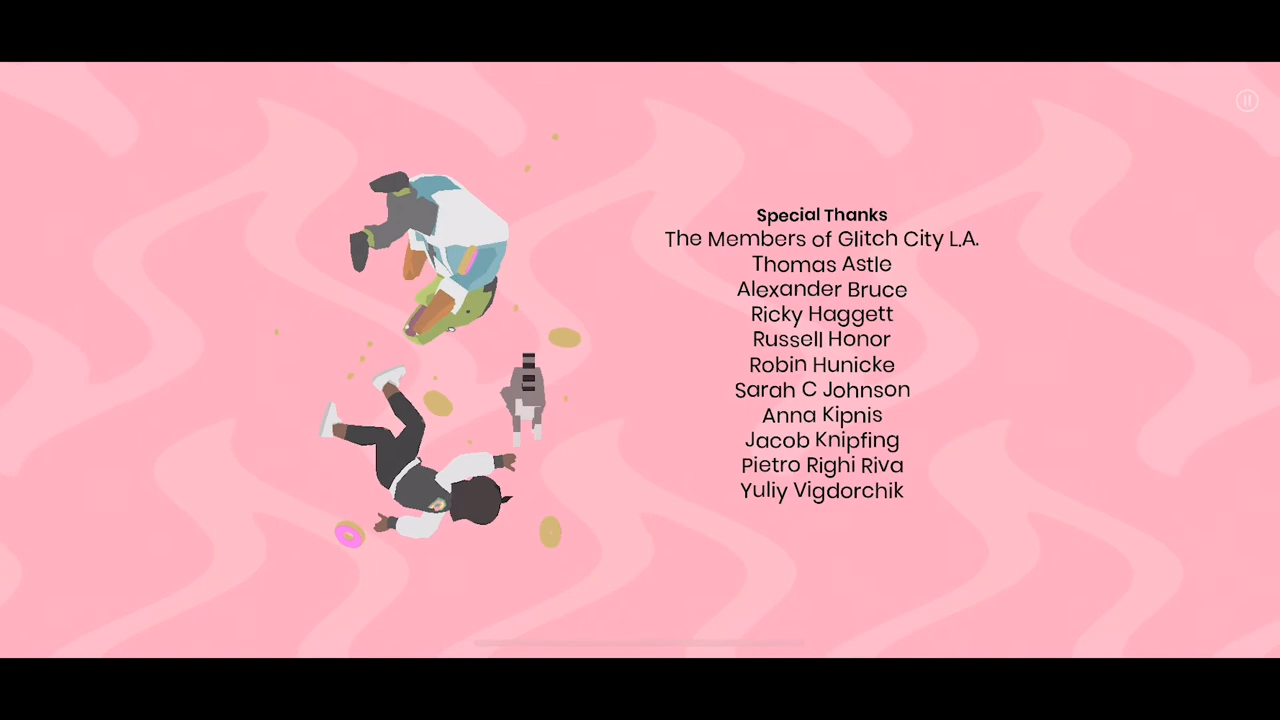 Special Thanks
The Members of Glitch City L.A.
Thomas Astle
Alexander Bruce
Ricky Haggett
Russell Honor
Robin Hunicke
Sarah C Johnson
Anna Kipnis
Jacob Knipfing
Pietro Righi Riva
Yuliy Vigdorchik